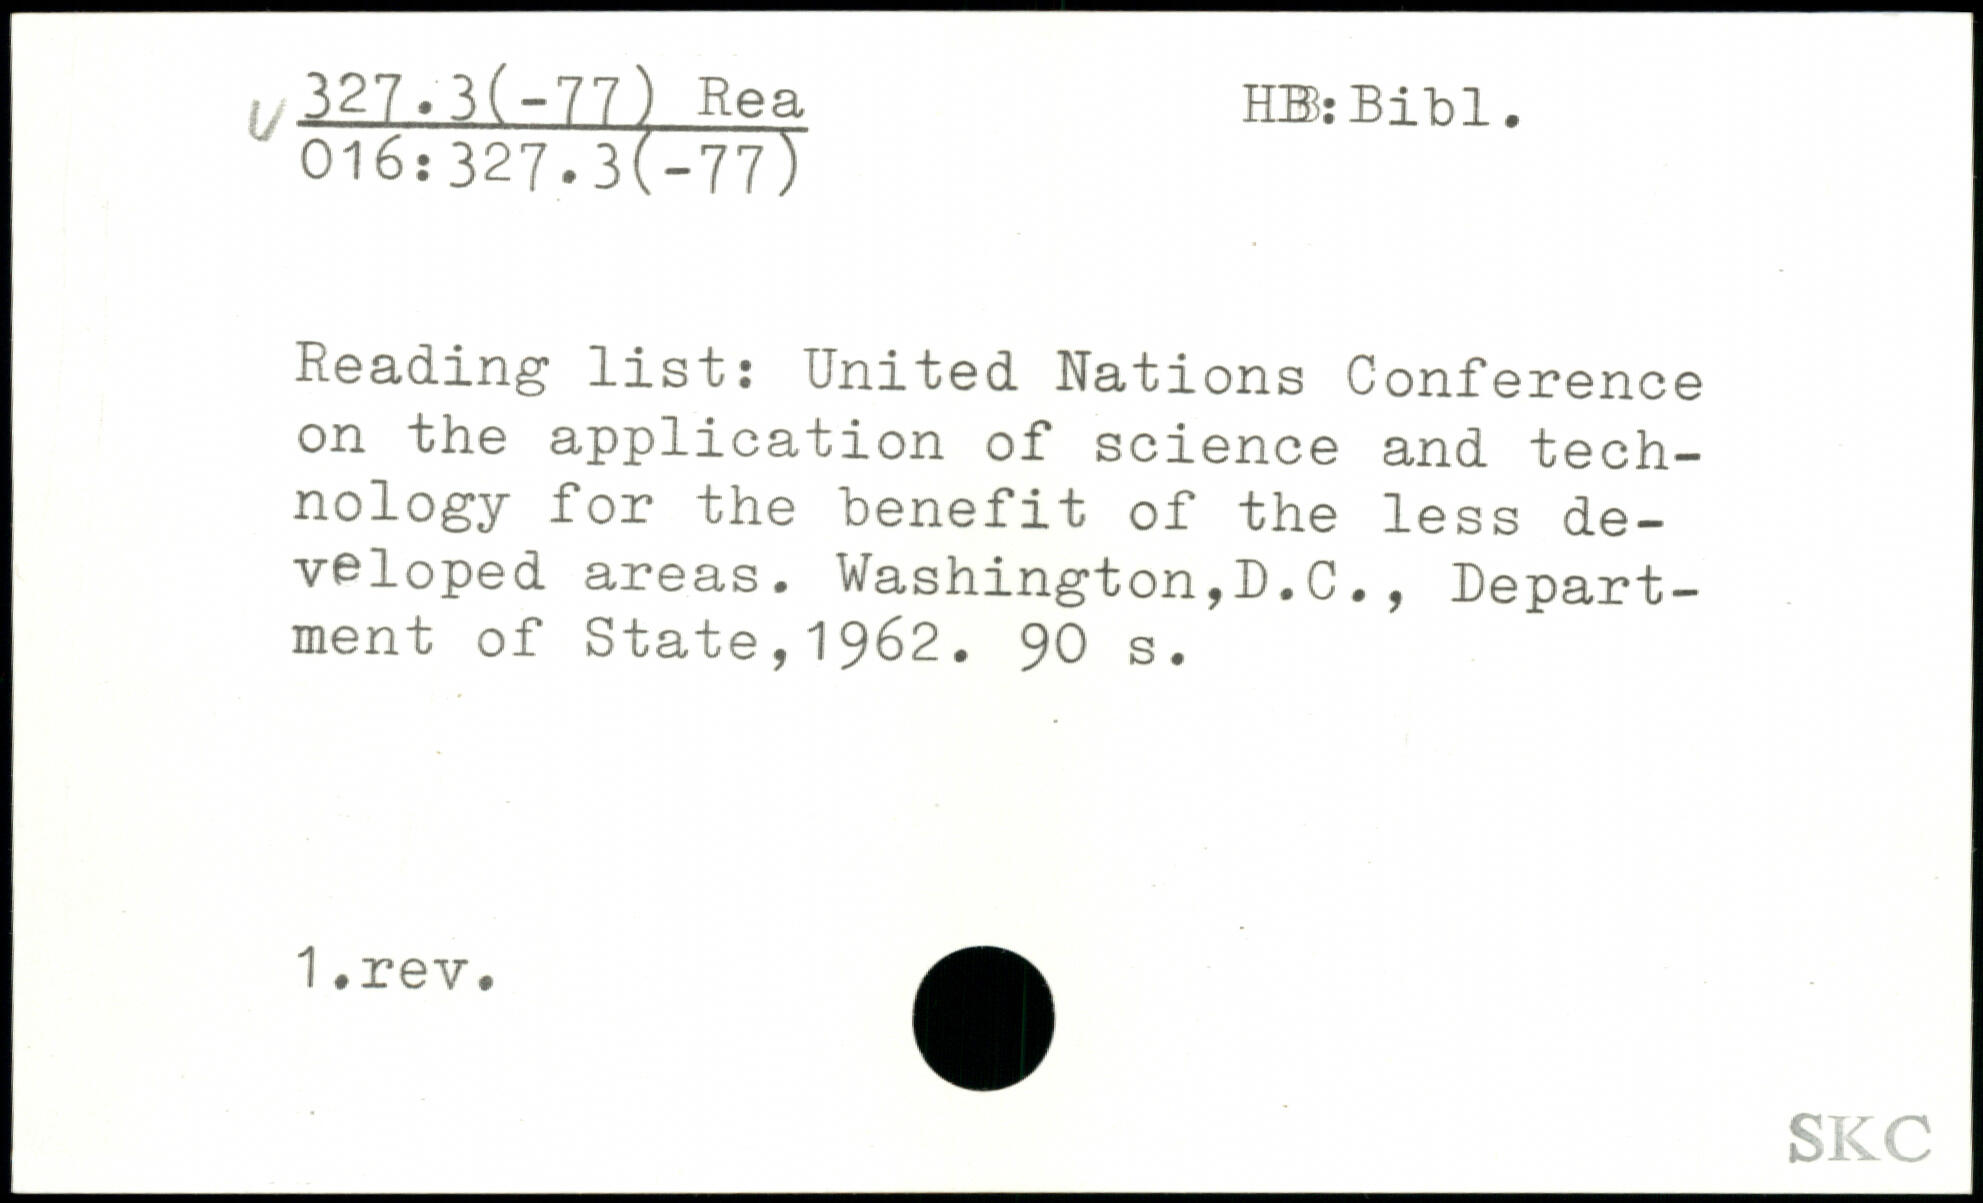 327.3(-77) Rea
HB:Bibl.
016:327.3(-77)
Reading list: United Nations Conference
on the application of science and tech-
nology for the benefit of the less de-
veloped areas. Washington,D.C., Depart-
ment of State,1962. 90 s.
1.rev.
SKC